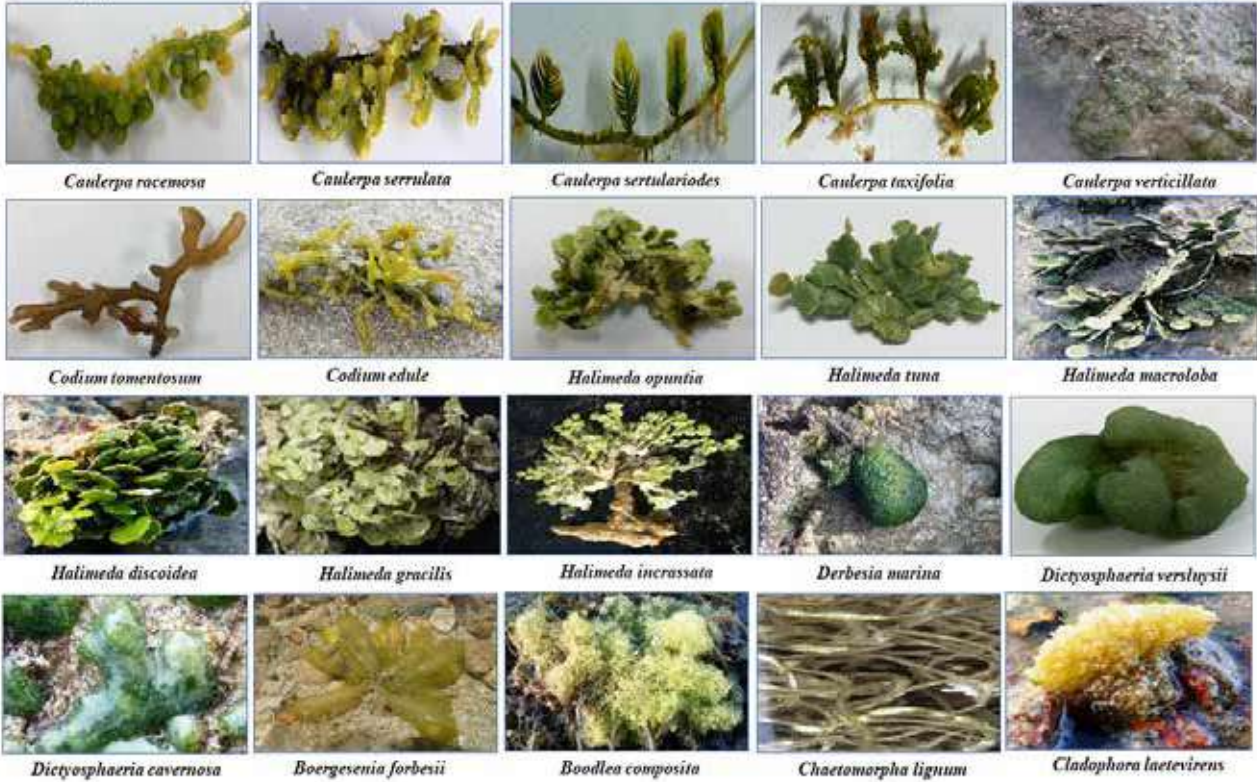 Caulerpa racemosa
Caulerpa serrulata
Caulerpa sertulariodes
Caulerpa taxifolia
Caulerpa verticillata
Codium tomentosum
Codium edule
Halimeda opuntia
Halimeda tuna
Halimeda macroloba
Halimeda discoidea
Halimeda gracilis
Halimeda incrassata
Derbesia marina
Dictyosphaeria versluysii
Dictyosphaeria cavernosa
Boergesenia forbesii
Boodlea composita
Chaetomorpha lignum
Cladophora laetevirens